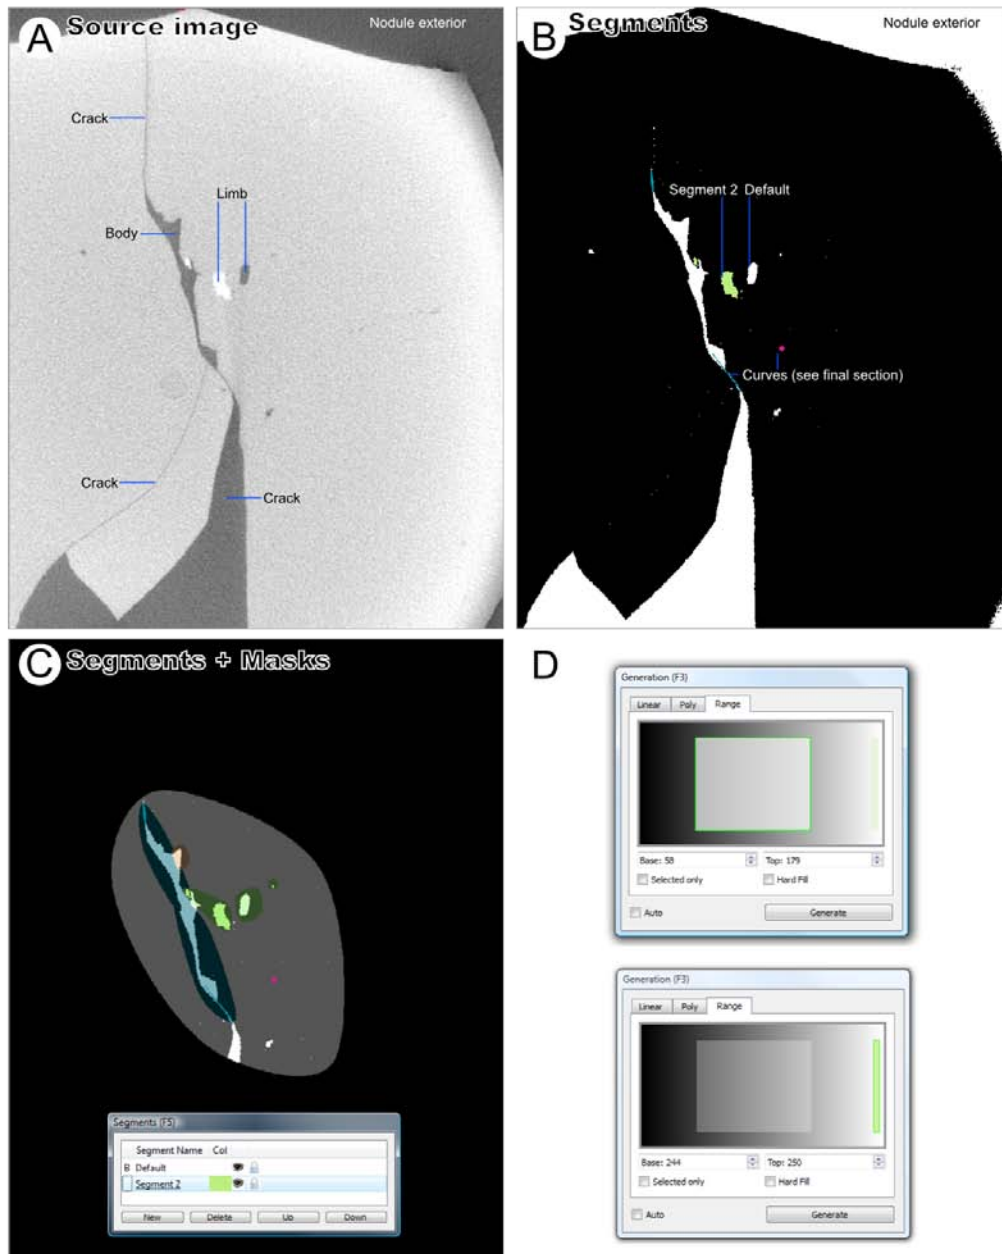 A Source image
Nodule exterior
Crack
Limb
Body
Crack
Crack
B Segments
Nodule exterior
Segment 2 Default
Curves (see final section)
C Segments + Masks
Segments (F5)
Segment Name Col
B Default
Segment 2
New Delete Up Down
D
Generation (F3)
Linear Poly Range
Base: 58 Top: 179
Selected only Hard Fill
Auto Generate
Generation (F3)
Linear Poly Range
Base: 244 Top: 250
Selected only Hard Fill
Auto Generate